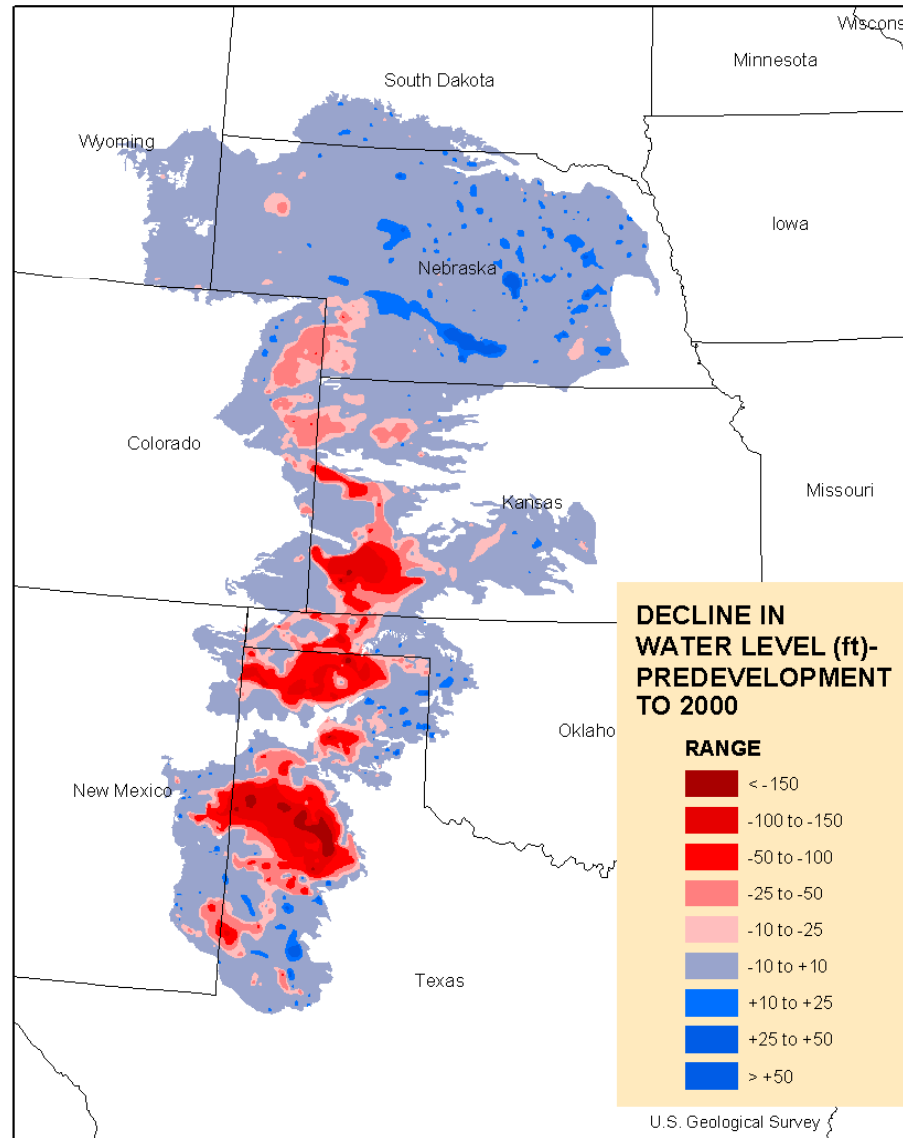 Wiscons
Minnesota
South Dakota
Wyoming
Iowa
Nebraska
Colorado
Kansas
Missouri
DECLINE IN
WATER LEVEL (ft)-
PREDEVELOPMENT
TO 2000
Oklaho
RANGE
New Mexico
< -150
-100 to -150
-50 to -100
-25 to -50
-10 to -25
-10 to +10
Texas
+10 to +25
+25 to +50
> +50
U.S. Geological Survey